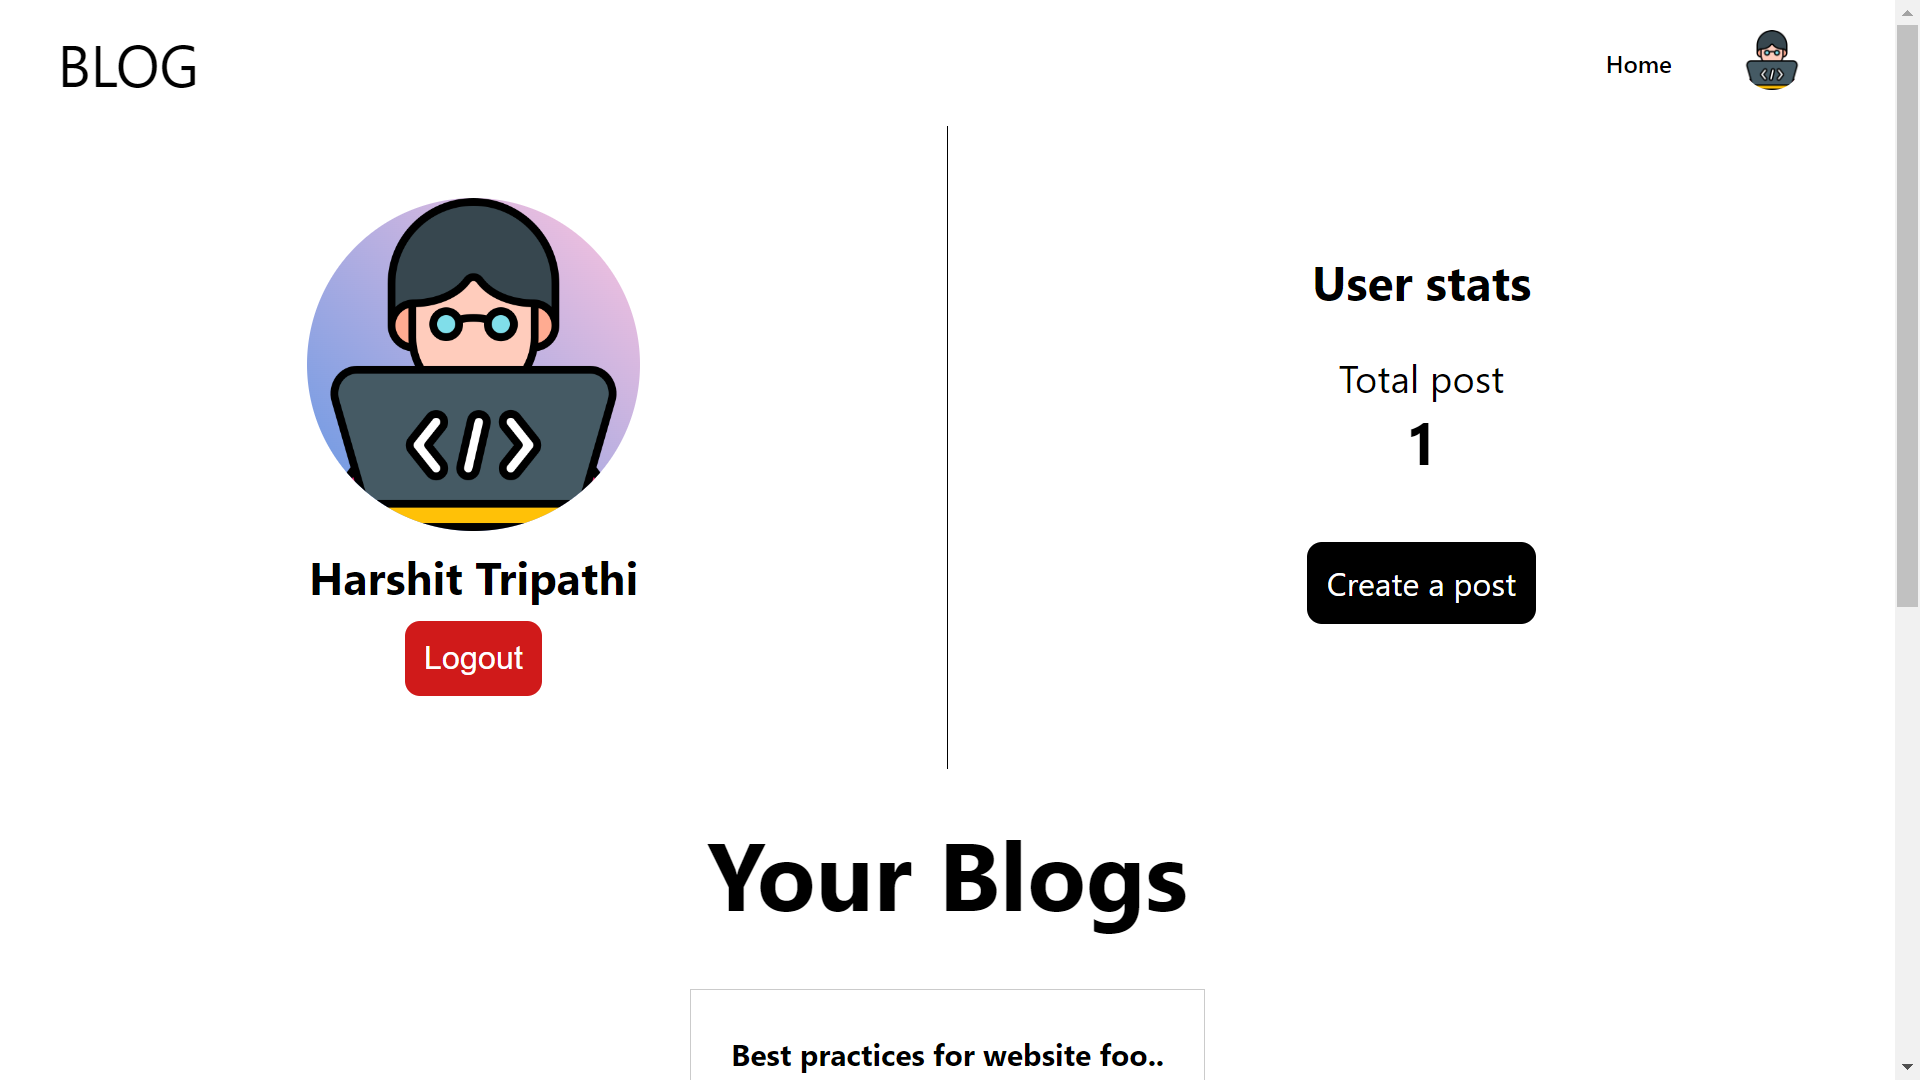 BLOG
Home
</>
</>
Harshit Tripathi
Logout
User stats
Total post
1
Create a post
Your Blogs
Best practices for website foo..